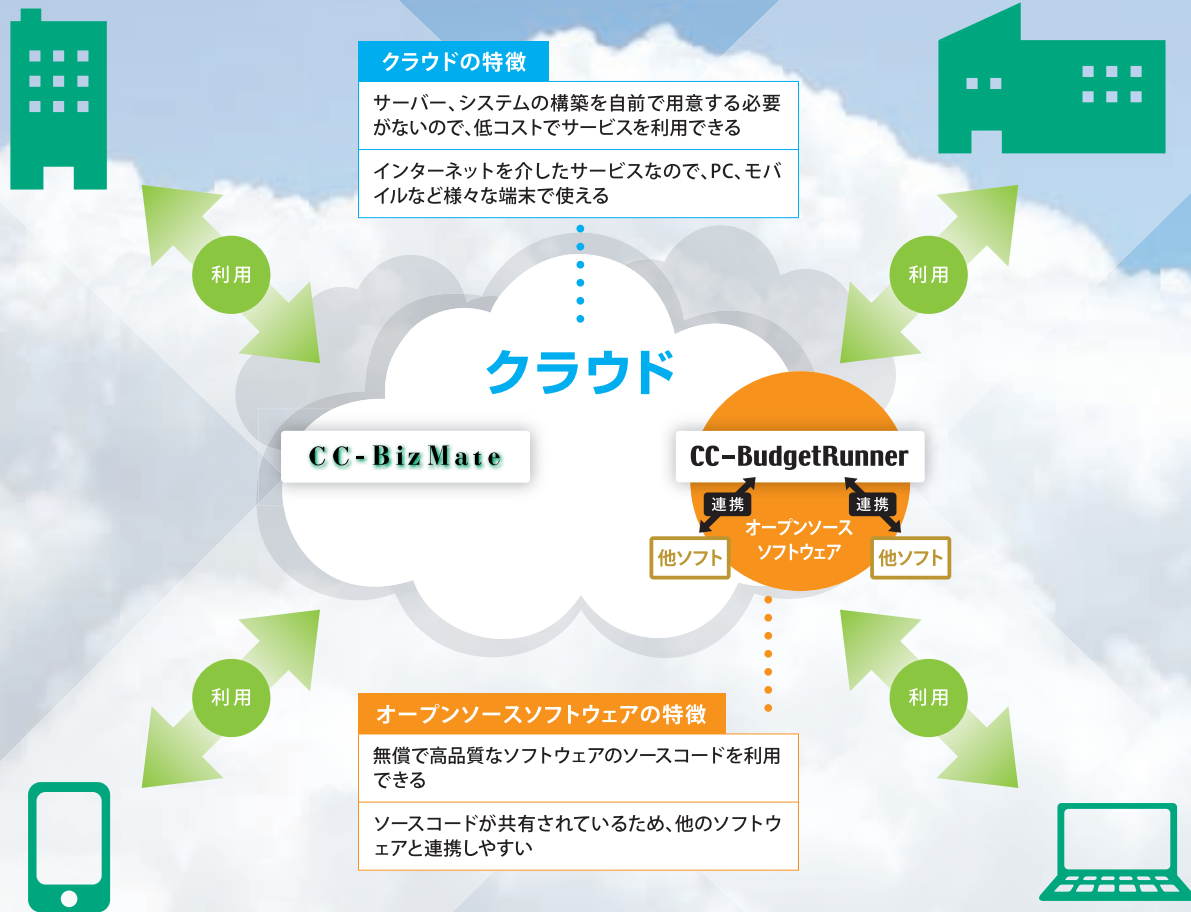 クラウドの特徴
サーバー、システムの構築を自前で用意する必要
がないので、低コストでサービスを利用できる
インターネットを介したサービスなので、PC、モバ
イルなど様々な端末で使える
利用
利用
クラウド
CC-BizMate
CC-BudgetRunner
連携
連携
オープンソース
ソフトウェア
他ソフト
他ソフト
利用
利用
オープンソースソフトウェアの特徴
無償で高品質なソフトウェアのソースコードを利用
できる
ソースコードが共有されているため、他のソフトウ
ェアと連携しやすい